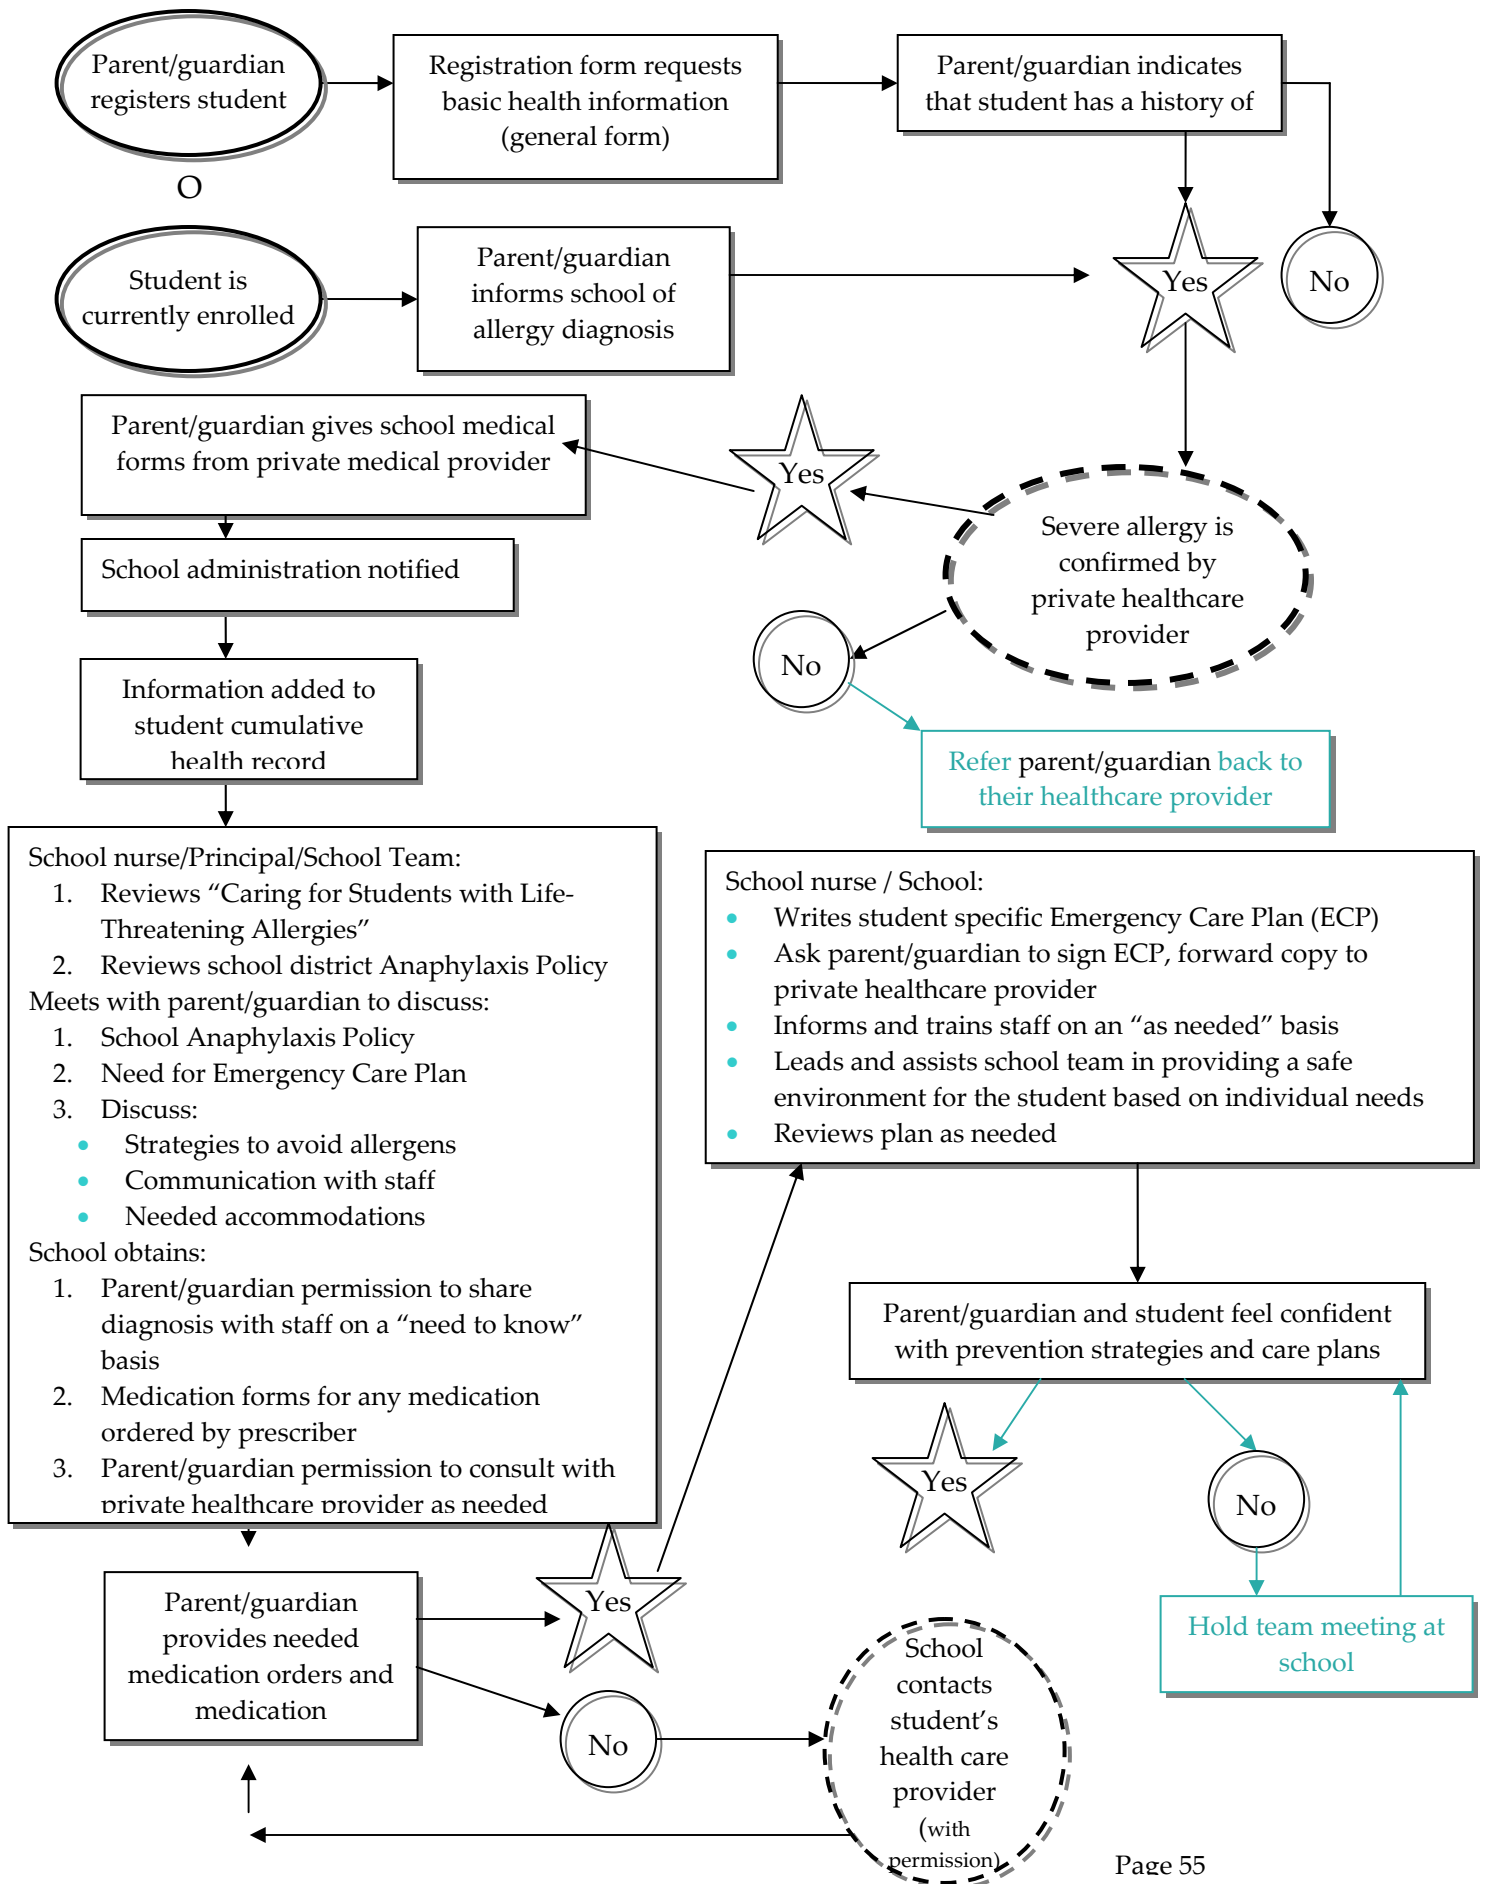 Parent/guardian
registers student
Registration form requests
basic health information
(general form)
Parent/guardian indicates
that student has a history of
O
Yes
No
Student is
currently enrolled
Parent/guardian
informs school of
allergy diagnosis
Parent/guardian gives school medical
forms from private medical provider
Yes
Severe allergy is
confirmed by
private healthcare
provider
School administration notified
No
Information added to
student cumulative
health record
Refer parent/guardian back to
their healthcare provider
School nurse/Principal/School Team:
1. Reviews “Caring for Students with Life-
Threatening Allergies”
2. Reviews school district Anaphylaxis Policy
Meets with parent/guardian to discuss:
1. School Anaphylaxis Policy
2. Need for Emergency Care Plan
3. Discuss:
• Strategies to avoid allergens
• Communication with staff
• Needed accommodations
School obtains:
1. Parent/guardian permission to share
diagnosis with staff on a “need to know”
basis
2. Medication forms for any medication
ordered by prescriber
3. Parent/guardian permission to consult with
private healthcare provider as needed
School nurse / School:
• Writes student specific Emergency Care Plan (ECP)
• Ask parent/guardian to sign ECP, forward copy to
private healthcare provider
• Informs and trains staff on an “as needed” basis
• Leads and assists school team in providing a safe
environment for the student based on individual needs
• Reviews plan as needed
Parent/guardian and student feel confident
with prevention strategies and care plans
Yes
No
Hold team meeting at
school
Parent/guardian
provides needed
medication orders and
medication
Yes
No
School
contacts
student’s
health care
provider
(with
permission)
Page 55